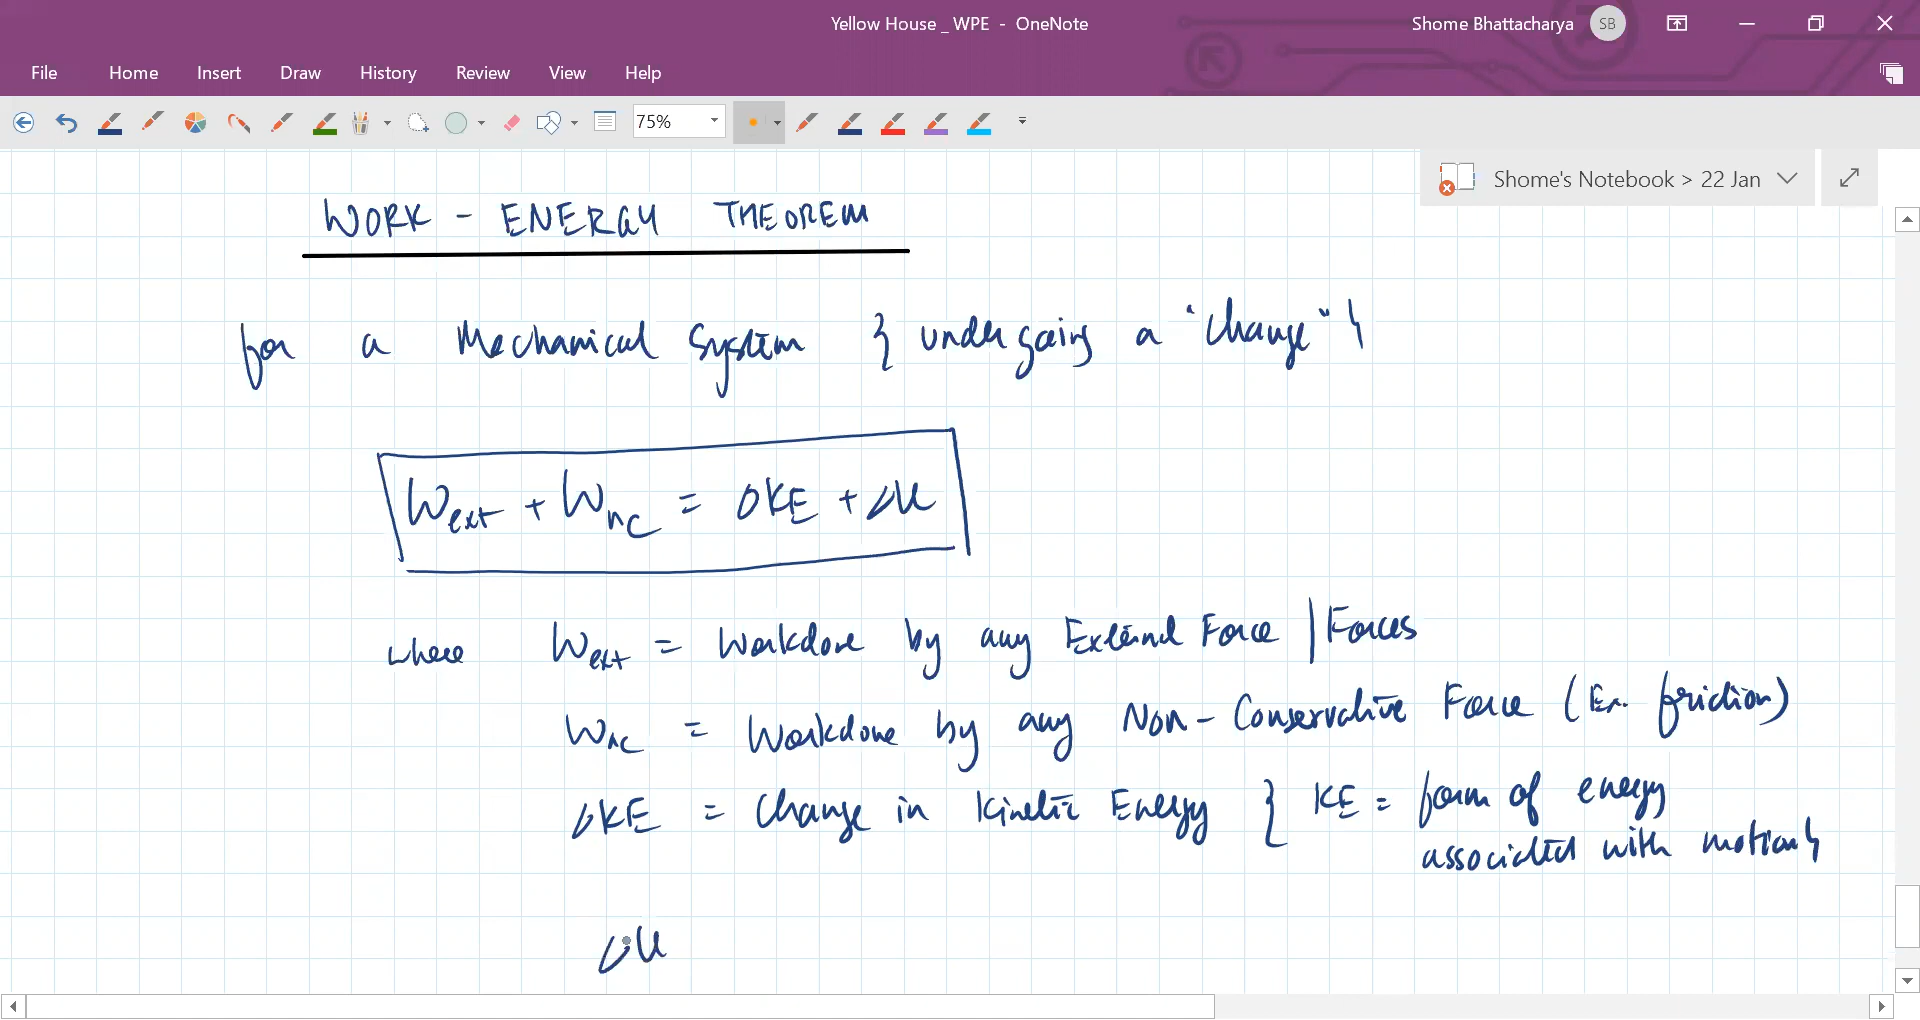 Yellow House _ WPE - OneNote
Shome Bhattacharya SB
File Home Insert Draw History Review View Help
75%
Shome's Notebook > 22 Jan
WORK - ENERGY THEOREM
for a Mechanical System { undergoing a "change" }
Wext + Wnc = ΔKE + ΔU
where Wext = Workdone by any External Force | Forces
Wnc = Workdone by any Non-Conservative Force (Ex. friction)
ΔKE = Change in Kinetic Energy { KE = form of energy
associated with motion }
ΔU